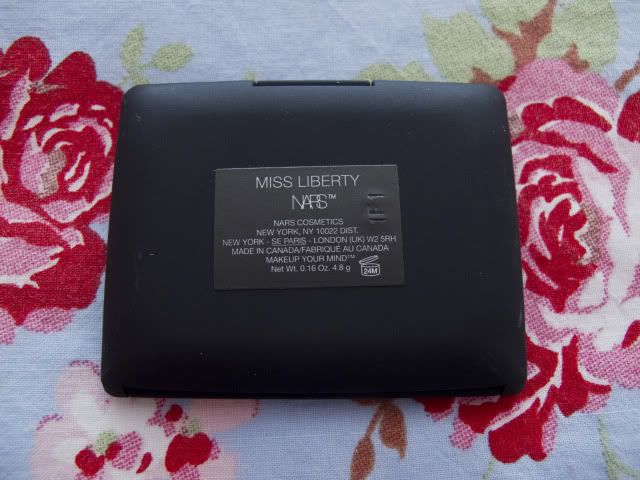 MISS LIBERTY
NARS™
1F1
NARS COSMETICS
NEW YORK, NY 10022 DIST.
NEW YORK - SE PARIS - LONDON (UK) W2 5RH
MADE IN CANADA/FABRIQUE AU CANADA
MAKEUP YOUR MIND™
Net Wt. 0.16 Oz. 4.8 g
24M